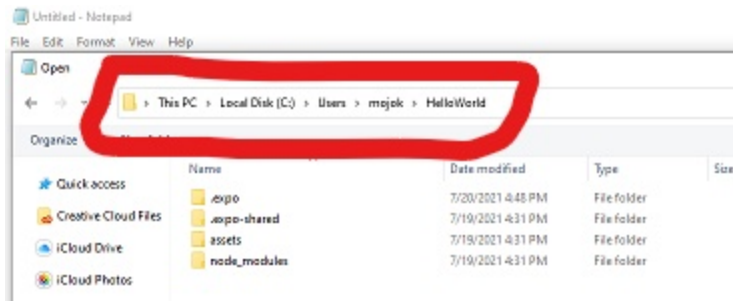 Untitled - Notepad
File Edit Format View Help
Open
This PC > Local Disk (C:) > Users > mojok > HelloWorld
Organize
Name Date modified Type Size
Quick access
.expo 7/20/2021 4:48 PM File folder
Creative Cloud Files
.expo-shared 7/19/2021 4:31 PM File folder
iCloud Drive
assets 7/19/2021 4:31 PM File folder
node_modules 7/19/2021 4:31 PM File folder
iCloud Photos